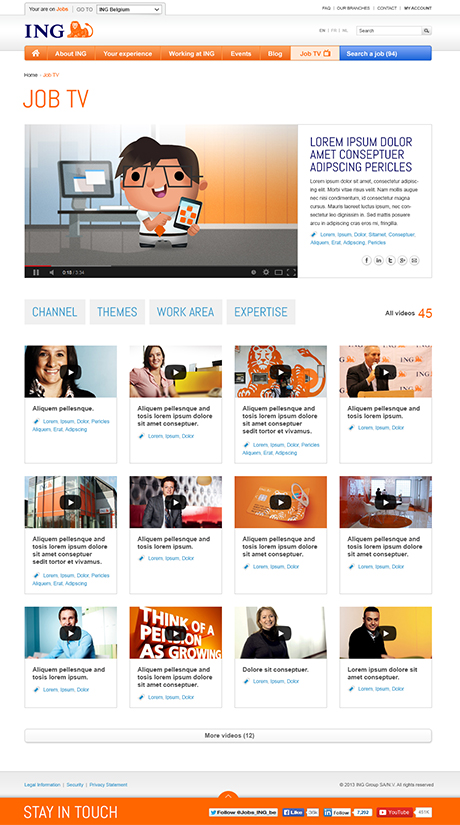 You are on Jobs GO TO ING Belgium
FAQ OUR BRANCHES CONTACT MY ACCOUNT
ING
EN FR NL Search
About ING Your experience Working at ING Events Blog Job TV Search a job (94)
Home Job TV
JOB TV
LOREM IPSUM DOLOR
AMET CONSEPTUER
ADIPSCING PERICLES
Lorem ipsum dolor sit amet, consectetur adipiscing
elit. Morbi vitae risus velit. Nam mollis augue
nec nisi condimentum, id consequat diam cursus.
Mauris laoreet luctus ipsum, nec
leo dignissim in. Sed mattis posuere
arcu in adipiscing cras eros mi, fringilla.
Lorem, Ipsum, Dolor, Sitamet, Conseptuer,
Aliquem, Erat, Adipscing, Pericles
0:18 / 3:34
CHANNEL THEMES WORK AREA EXPERTISE
All videos 45
ING
Aliquem pellesnque.
Lorem, Ipsum, Dolor, Pericles
Aliquem, Erat, Adipscing
Aliquem pellesnque and
tosis lorem ipsum dolore
sit amet conseptuer.
Lorem, Ipsum, Dolor
Aliquem pellesnque and
tosis lorem ipsum dolore
sit amet conseptuer
sedit tortor et vivamus.
Lorem, Ipsum, Dolor, Pericles
Aliquem, Erat, Adipscing
Aliquem pellesnque and
tosis lorem ipsum dolore
sit amet conseptuer.
Lorem, Ipsum, Dolor
Aliquem pellesnque and
tosis lorem ipsum dolore
sit amet conseptuer
sedit tortor et vivamus.
Lorem, Ipsum, Dolor, Pericles
Aliquem, Erat, Adipscing
Aliquem pellesnque and
tosis lorem ipsum.
Lorem, Ipsum, Dolor
Aliquem pellesnque and
tosis lorem ipsum dolore
sit amet conseptuer.
Lorem, Ipsum, Dolor
Aliquem pellesnque and
tosis lorem ipsum dolore
sit amet conseptuer.
Lorem, Ipsum, Dolor
THINK OF A
PENSION
AS GROWING
Aliquem pellesnque and
tosis lorem ipsum.
Lorem, Ipsum, Dolor
Aliquem pellesnque and
tosis lorem ipsum dolore
sit amet conseptuer.
Lorem, Ipsum, Dolor
Dolore sit conseptuer.
Lorem, Ipsum, Dolor
Lorem ipsum dolore sit
amet conseptuer.
Lorem, Ipsum, Dolor
More videos (12)
Legal Information | Security | Privacy Statement
© 2013 ING Group SA/N.V. All rights reserved
STAY IN TOUCH
Follow @Jobs_ING_be Like 36k Follow 7,252 YouTube 461K